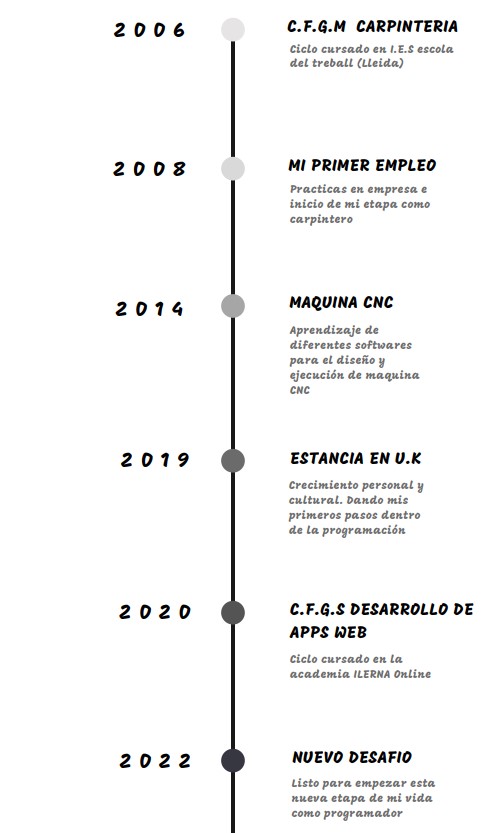 2006
C.F.G.M CARPINTERIA
Ciclo cursado en I.E.S escola
del treball (Lleida)
2008
MI PRIMER EMPLEO
Practicas en empresa e
inicio de mi etapa como
carpintero
2014
MAQUINA CNC
Aprendizaje de
diferentes softwares
para el diseño y
ejecución de maquina
CNC
2019
ESTANCIA EN U.K
Crecimiento personal y
cultural. Dando mis
primeros pasos dentro
de la programación
2020
C.F.G.S DESARROLLO DE
APPS WEB
Ciclo cursado en la
academia ILERNA Online
2022
NUEVO DESAFIO
Listo para empezar esta
nueva etapa de mi vida
como programador